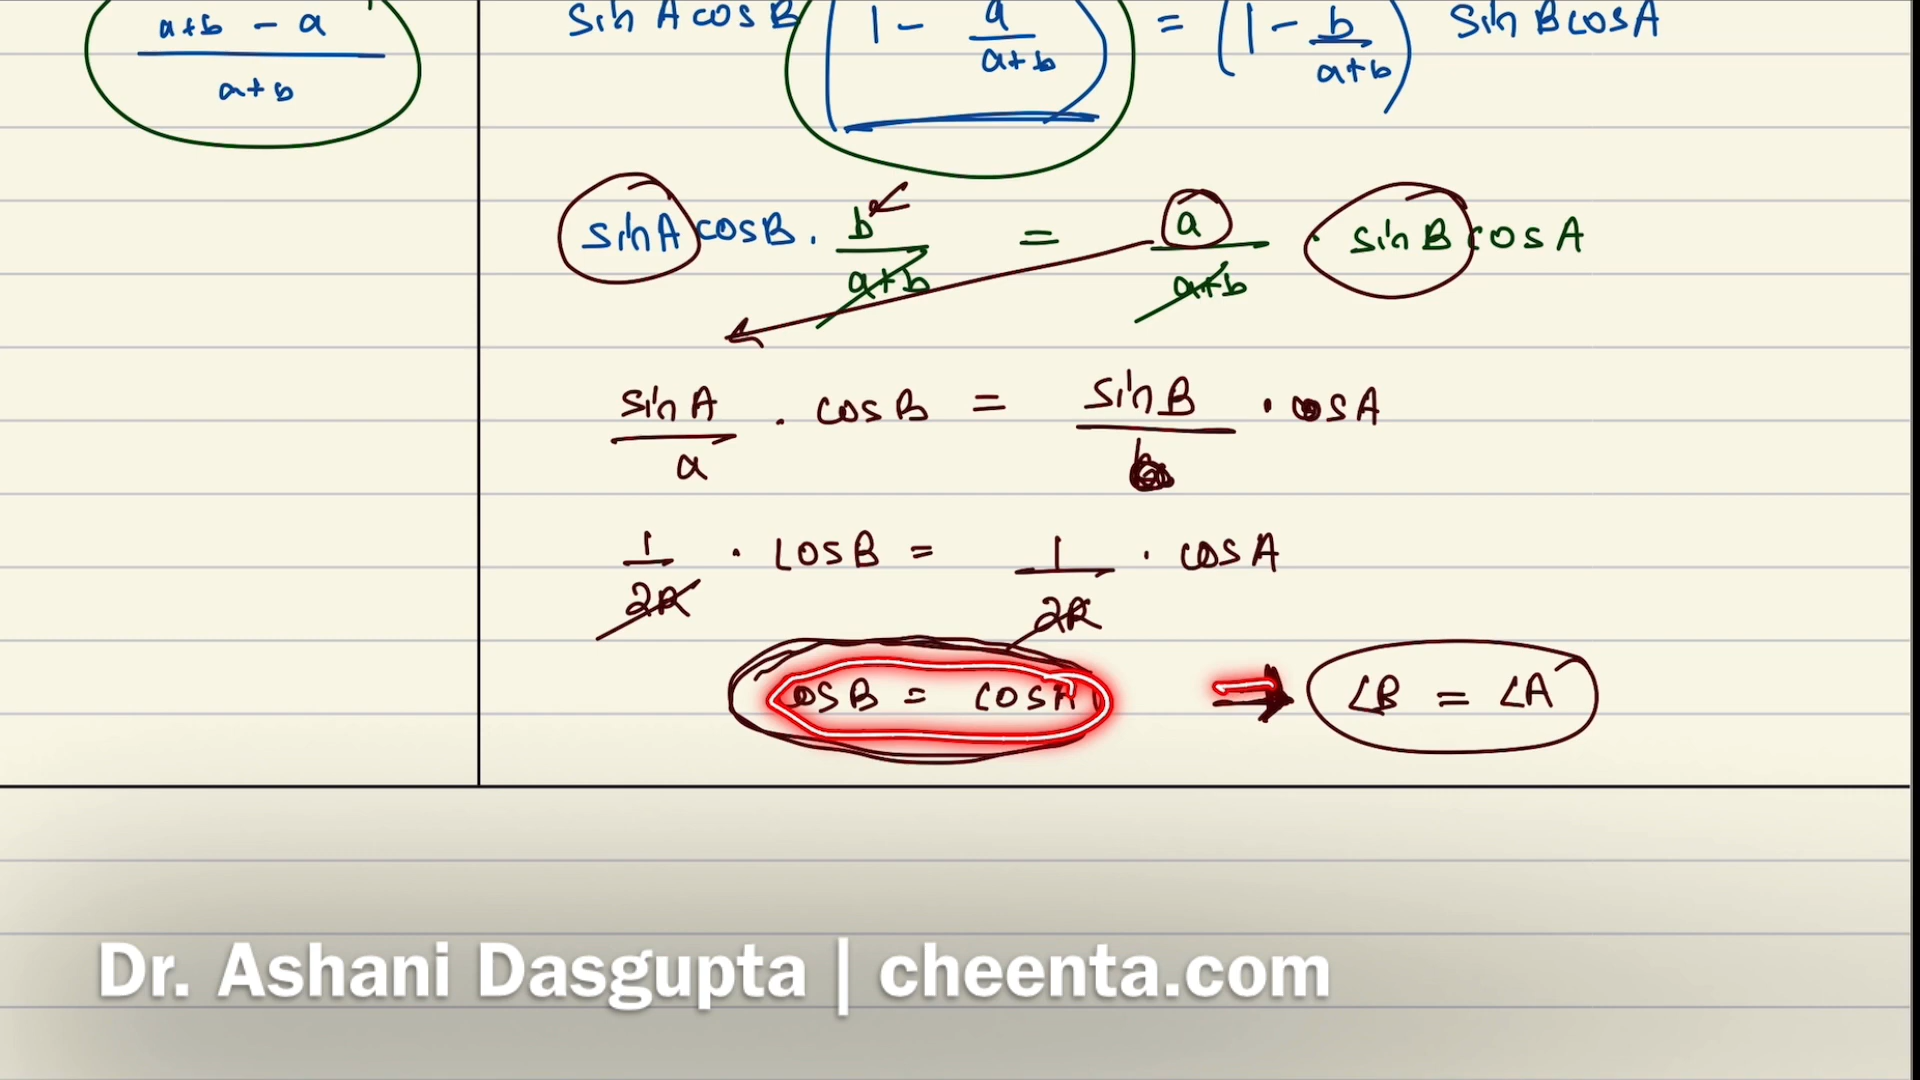 a+b - a
a+b
sin A cos B (1 - a/(a+b)) = (1 - b/(a+b)) sin B cos A
sin A cos B . b/(a+b) = a/(a+b) . sin B cos A
sin A/a . cos B = sin B/b . cos A
1/2R . cos B = 1/2R . cos A
cos B = cos A ⇒ ∠B = ∠A
Dr. Ashani Dasgupta | cheenta.com